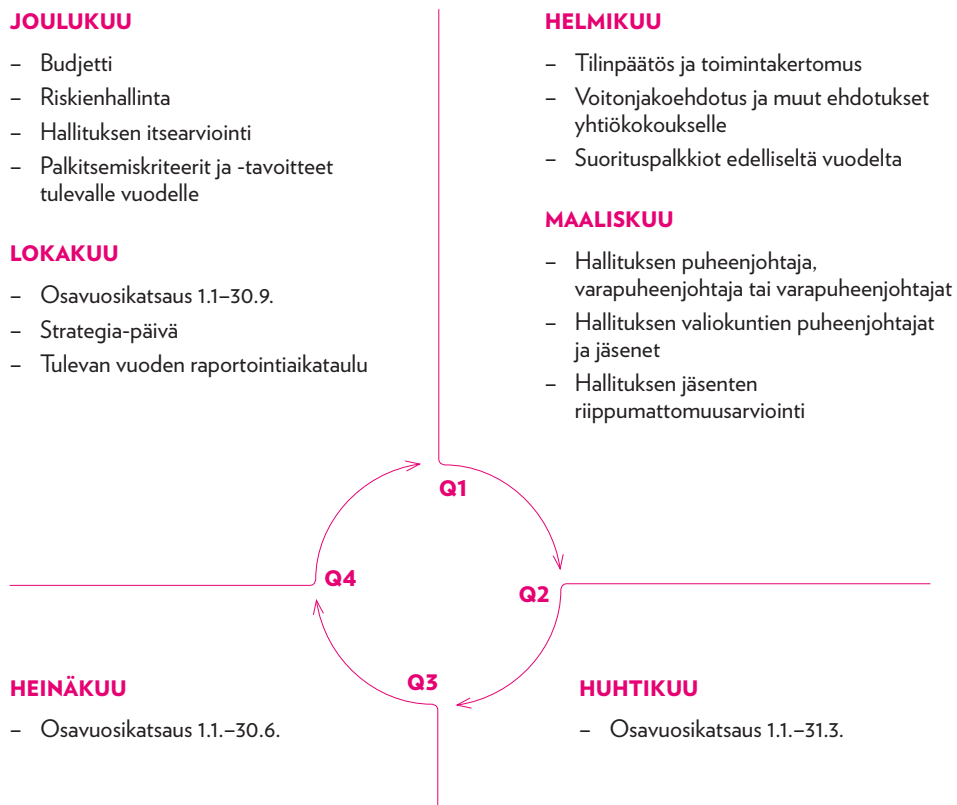 JOULUKUU
– Budjetti
– Riskienhallinta
– Hallituksen itsearviointi
– Palkitsemiskriteerit ja -tavoitteet
tulevalle vuodelle
LOKAKUU
– Osavuosikatsaus 1.1–30.9.
– Strategia-päivä
– Tulevan vuoden raportointiaikataulu
HELMIKUU
– Tilinpäätös ja toimintakertomus
– Voitonjakoehdotus ja muut ehdotukset
yhtiökokoukselle
– Suorituspalkkiot edelliseltä vuodelta
MAALISKUU
– Hallituksen puheenjohtaja,
varapuheenjohtaja tai varapuheenjohtajat
– Hallituksen valiokuntien puheenjohtajat
ja jäsenet
– Hallituksen jäsenten
riippumattomuusarviointi
Q1
Q4
Q2
Q3
HEINÄKUU
– Osavuosikatsaus 1.1.–30.6.
HUHTIKUU
– Osavuosikatsaus 1.1.–31.3.